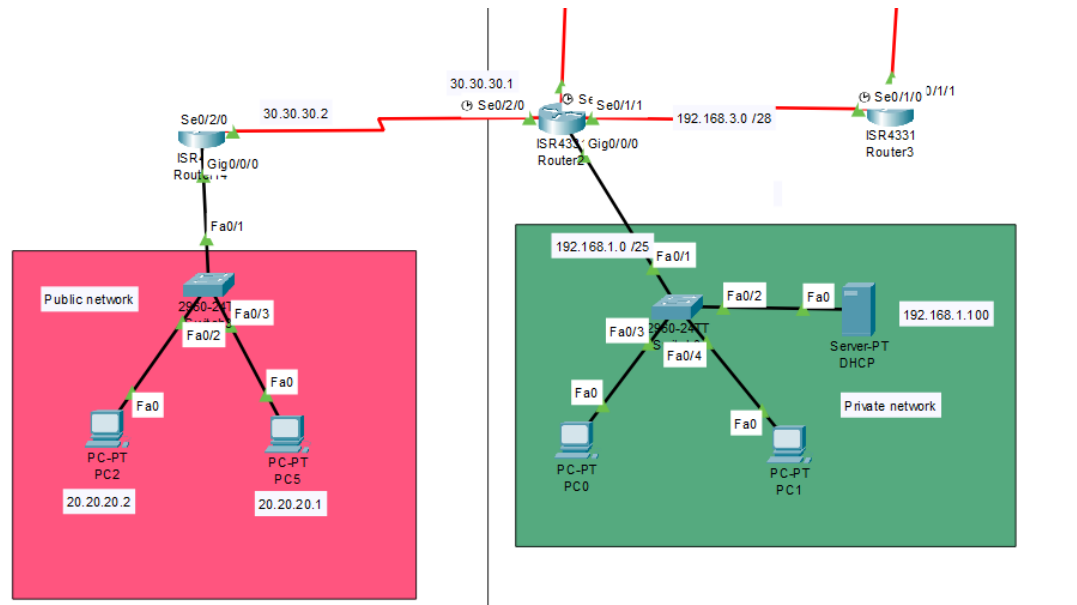 30.30.30.1
Se0/2/0
Se0/1/1
Se0/1/0
0/1/1
Se0/2/0
30.30.30.2
192.168.3.0 /28
ISR4331
Router3
Gig0/0/0
Router2
Gig0/0/0
Fa0/1
192.168.1.0 /25
Fa0/1
Public network
Fa0/3
Fa0/2
Fa0/2
Fa0
192.168.1.100
Fa0/3
Fa0/4
Server-PT
DHCP
Fa0
Fa0
Fa0
Private network
Fa0
PC-PT
PC2
PC-PT
PC5
PC-PT
PC0
PC-PT
PC1
20.20.20.2
20.20.20.1